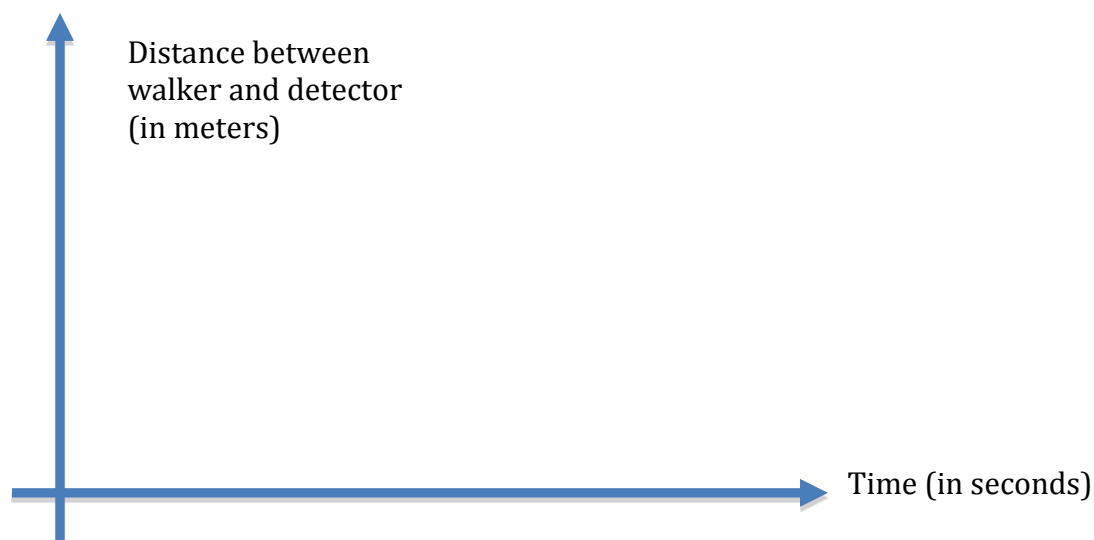 Distance between
walker and detector
(in meters)
Time (in seconds)